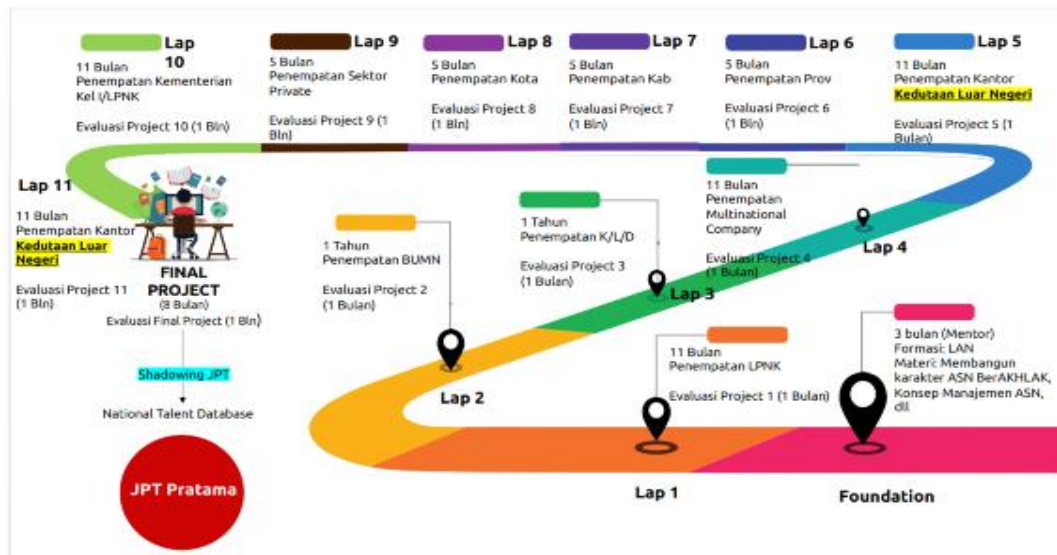 Foundation
3 bulan (Mentor)
Formasi: LAN
Materi: Membangun
karakter ASN BerAKHLAK,
Konsep Manajemen ASN,
dll
Lap 1
11 Bulan
Penempatan LPNK
Evaluasi Project 1 (1 Bulan)
Lap 2
1 Tahun
Penempatan BUMN
Evaluasi Project 2
(1 Bulan)
Lap 3
1 Tahun
Penempatan K/L/D
Evaluasi Project 3
(1 Bulan)
Lap 4
11 Bulan
Penempatan
Multinational
Company
Evaluasi Project 4
(1 Bulan)
Lap 5
11 Bulan
Penempatan Kantor
Kedutaan Luar Negeri
Evaluasi Project 5 (1
Bulan)
Lap 6
5 Bulan
Penempatan Prov
Evaluasi Project 6
(1 Bln)
Lap 7
5 Bulan
Penempatan Kab
Evaluasi Project 7
(1 Bln)
Lap 8
5 Bulan
Penempatan Kota
Evaluasi Project 8
(1 Bln)
Lap 9
5 Bulan
Penempatan Sektor
Private
Evaluasi Project 9 (1
Bln)
Lap
10
11 Bulan
Penempatan Kementerian
Kel I/LPNK
Evaluasi Project 10 (1 Bln)
Lap 11
11 Bulan
Penempatan Kantor
Kedutaan Luar
Negeri
Evaluasi Project 11
(1 Bln)
FINAL
PROJECT
(8 Bulan)
Evaluasi Final Project (1 Bln)
Shadowing JPT
National Talent Database
JPT Pratama